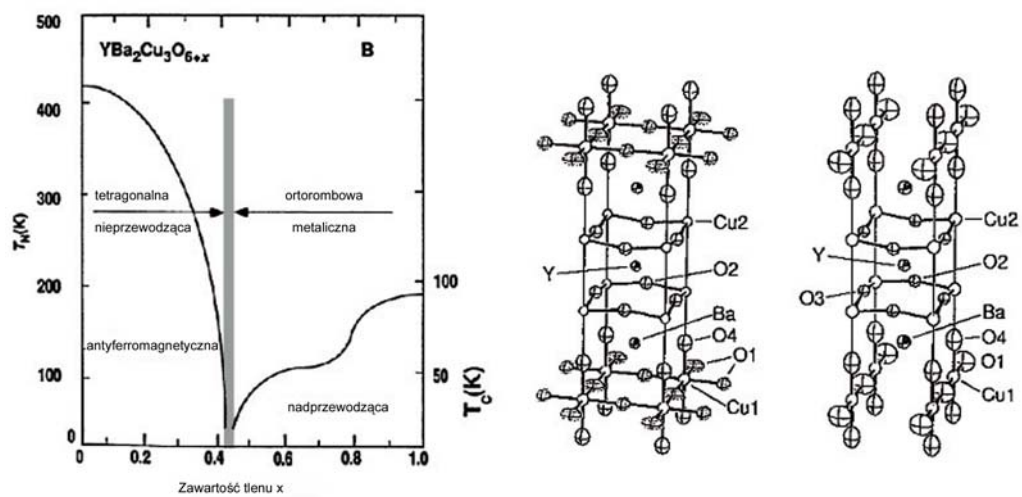 500
YBa₂Cu₃O₆₊ₓ B
400
tetragonalna ortorombowa
300
nieprzewodząca metaliczna
T_N(K)
200
100
antyferromagnetyczna
50
100
T_C(K)
nadprzewodząca
0
0 0.2 0.4 0.6 0.8 1.0
Zawartość tlenu x
Cu2
Y
O2
Ba
O4
O1
Cu1
Cu2
Y
O2
O3
Ba
O4
O1
Cu1